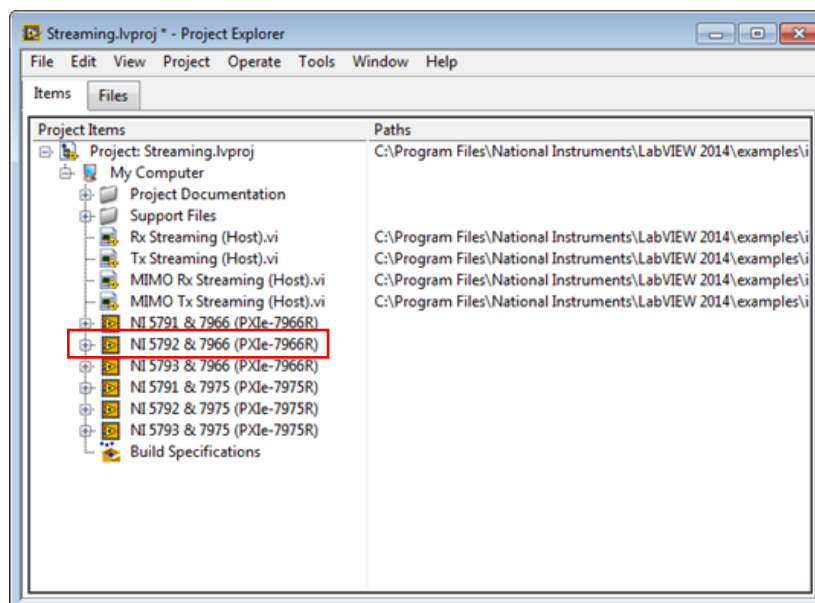 Streaming.lvproj * - Project Explorer
File Edit View Project Operate Tools Window Help
Items Files
Project Items Paths
Project: Streaming.lvproj C:\Program Files\National Instruments\LabVIEW 2014\examples\i
My Computer
Project Documentation
Support Files
Rx Streaming (Host).vi C:\Program Files\National Instruments\LabVIEW 2014\examples\i
Tx Streaming (Host).vi C:\Program Files\National Instruments\LabVIEW 2014\examples\i
MIMO Rx Streaming (Host).vi C:\Program Files\National Instruments\LabVIEW 2014\examples\i
MIMO Tx Streaming (Host).vi C:\Program Files\National Instruments\LabVIEW 2014\examples\i
NI 5791 & 7966 (PXIe-7966R)
NI 5792 & 7966 (PXIe-7966R)
NI 5793 & 7966 (PXIe-7966R)
NI 5791 & 7975 (PXIe-7975R)
NI 5792 & 7975 (PXIe-7975R)
NI 5793 & 7975 (PXIe-7975R)
Build Specifications